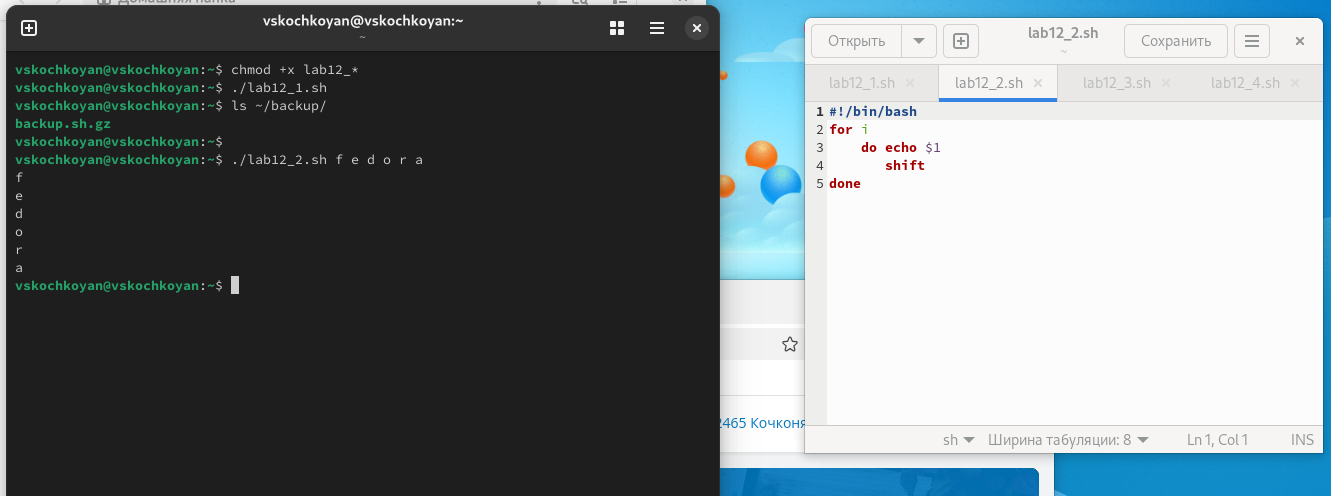 Домашняя папка
vskochkoyan@vskochkoyan:~
~
vskochkoyan@vskochkoyan:~$ chmod +x lab12_*
vskochkoyan@vskochkoyan:~$ ./lab12_1.sh
vskochkoyan@vskochkoyan:~$ ls ~/backup/
backup.sh.gz
vskochkoyan@vskochkoyan:~$
vskochkoyan@vskochkoyan:~$ ./lab12_2.sh f e d o r a
f
e
d
o
r
a
vskochkoyan@vskochkoyan:~$
Открыть
lab12_2.sh
~
Сохранить
lab12_1.sh
lab12_2.sh
lab12_3.sh
lab12_4.sh
1 #!/bin/bash
2 for i
3     do echo $1
4        shift
5 done
sh
Ширина табуляции: 8
Ln 1, Col 1
INS
2465 Кочконя